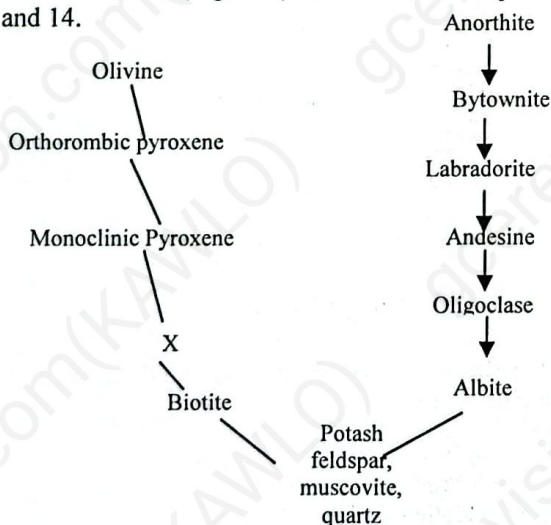 and 14.
Anorthite
Olivine
Bytownite
Orthorombic pyroxene
Labradorite
Monoclinic Pyroxene
Andesine
Oligoclase
X
Albite
Biotite
Potash
feldspar,
muscovite,
quartz